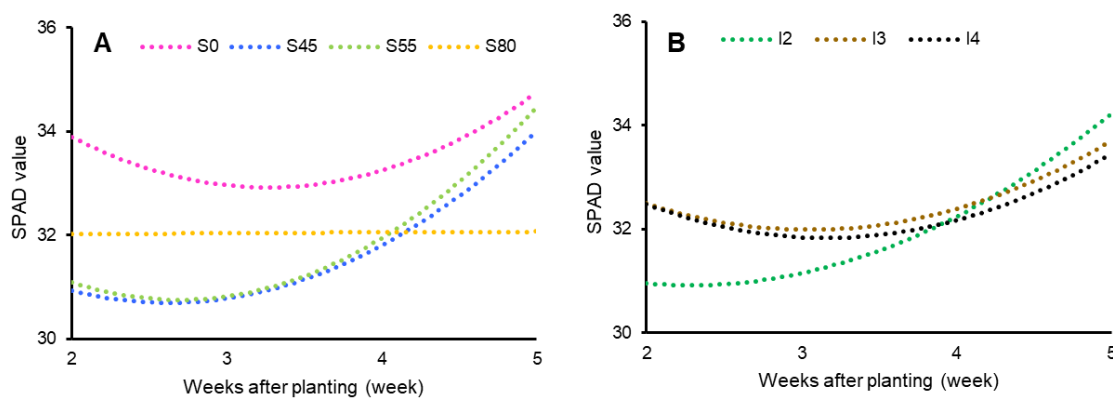 A
S0 S45 S55 S80
36
34
32
30
SPAD value
2 3 4 5
Weeks after planting (week)
B
I2 I3 I4
36
34
32
30
SPAD value
2 3 4 5
Weeks after planting (week)